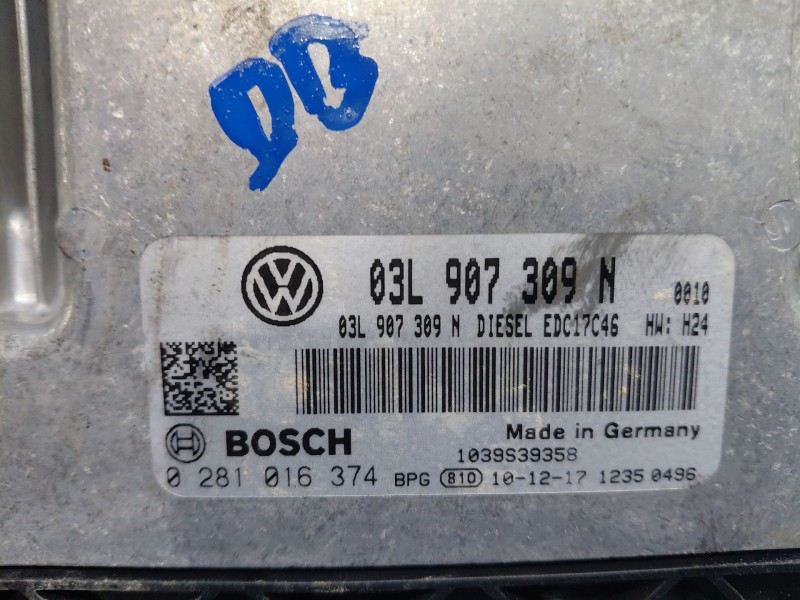 DD
VW
03L 907 309 N 0010
03L 907 309 N DIESEL EDC17C46 HW: H24
BOSCH Made in Germany
1039S39358
0 281 016 374 BPG 810 10-12-17 1235 0496